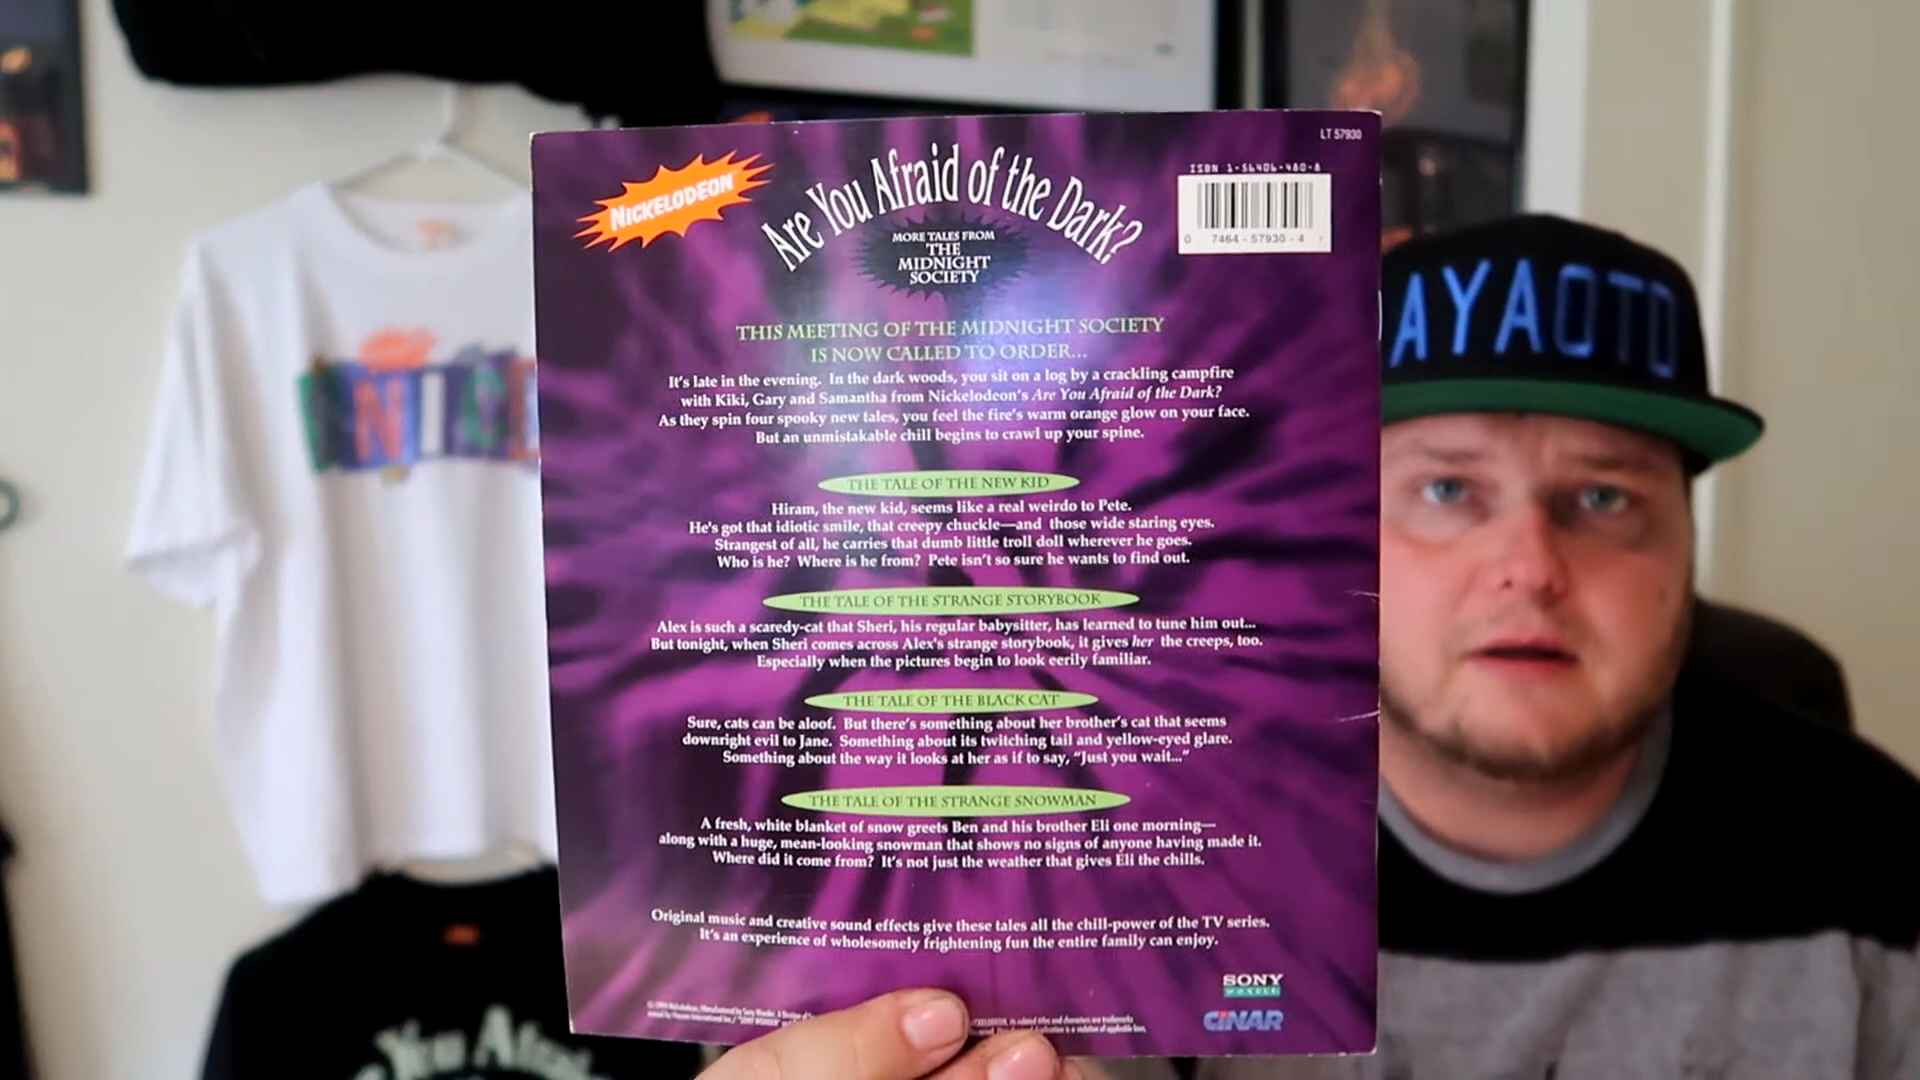 LT 57930
NICKELODEON
Are You Afraid of the Dark?
ISBN 1-56406-480-8
0 7464-57930-4 7
MORE TALES FROM
THE
MIDNIGHT
SOCIETY
THIS MEETING OF THE MIDNIGHT SOCIETY
IS NOW CALLED TO ORDER...
It's late in the evening. In the dark woods, you sit on a log by a crackling campfire
with Kiki, Gary and Samantha from Nickelodeon's Are You Afraid of the Dark?
As they spin four spooky new tales, you feel the fire's warm orange glow on your face.
But an unmistakable chill begins to crawl up your spine.
THE TALE OF THE NEW KID
Hiram, the new kid, seems like a real weirdo to Pete.
He's got that idiotic smile, that creepy chuckle—and those wide staring eyes.
Strangest of all, he carries that dumb little troll doll wherever he goes.
Who is he? Where is he from? Pete isn't so sure he wants to find out.
THE TALE OF THE STRANGE STORYBOOK
Alex is such a scaredy-cat that Sheri, his regular babysitter, has learned to tune him out...
But tonight, when Sheri comes across Alex's strange storybook, it gives her the creeps, too.
Especially when the pictures begin to look eerily familiar.
THE TALE OF THE BLACK CAT
Sure, cats can be aloof. But there's something about her brother's cat that seems
downright evil to Jane. Something about its twitching tail and yellow-eyed glare.
Something about the way it looks at her as if to say, "Just you wait..."
THE TALE OF THE STRANGE SNOWMAN
A fresh, white blanket of snow greets Ben and his brother Eli one morning—
along with a huge, mean-looking snowman that shows no signs of anyone having made it.
Where did it come from? It's not just the weather that gives Eli the chills.
Original music and creative sound effects give these tales all the chill-power of the TV series.
It's an experience of wholesomely frightening fun the entire family can enjoy.
SONY
WONDER
CINAR
AYAOTD
SNIC
You Afrai